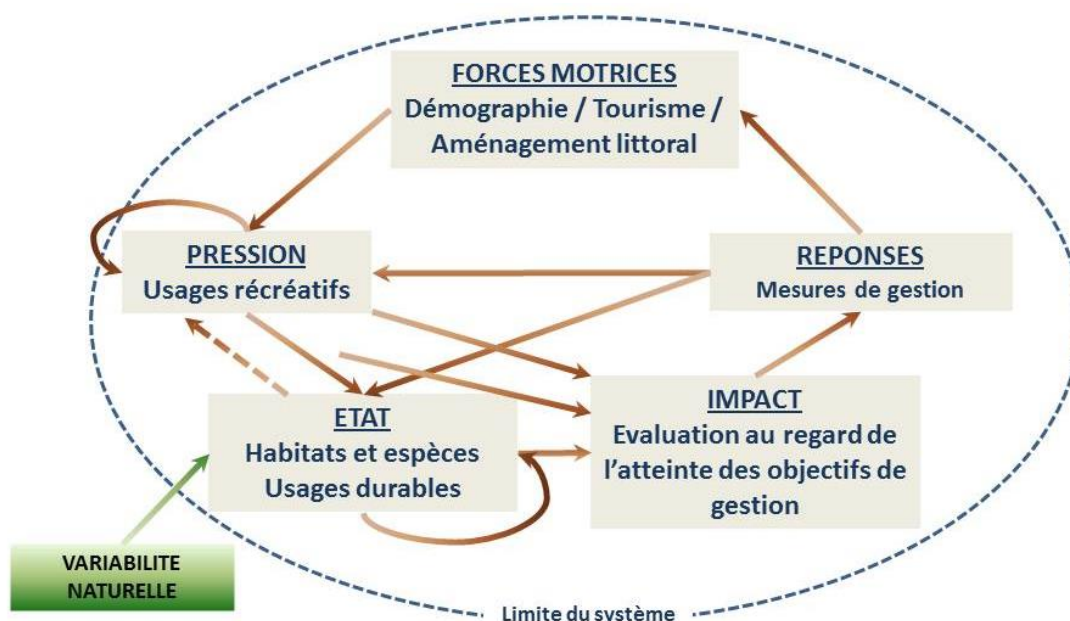 FORCES MOTRICES
Démographie / Tourisme /
Aménagement littoral
PRESSION
Usages récréatifs
REPONSES
Mesures de gestion
ETAT
Habitats et espèces
Usages durables
IMPACT
Evaluation au regard de
l’atteinte des objectifs de
gestion
VARIABILITE
NATURELLE
Limite du système